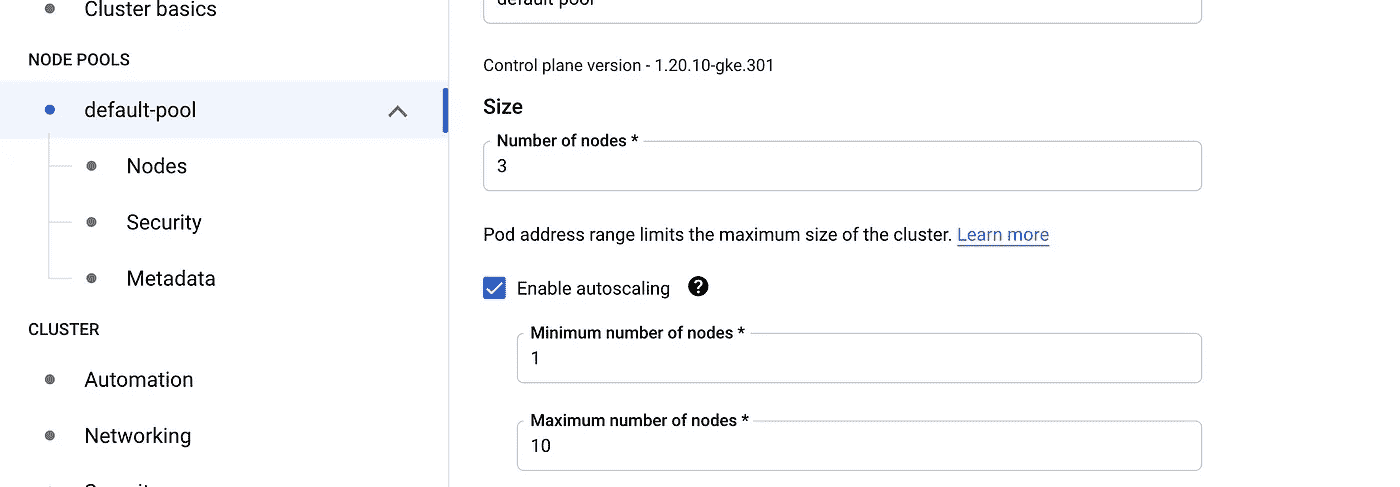 Cluster basics
NODE POOLS
default-pool
Nodes
Security
Metadata
CLUSTER
Automation
Networking
default-pool
Control plane version - 1.20.10-gke.301
Size
Number of nodes *
3
Pod address range limits the maximum size of the cluster. Learn more
Enable autoscaling ?
Minimum number of nodes *
1
Maximum number of nodes *
10